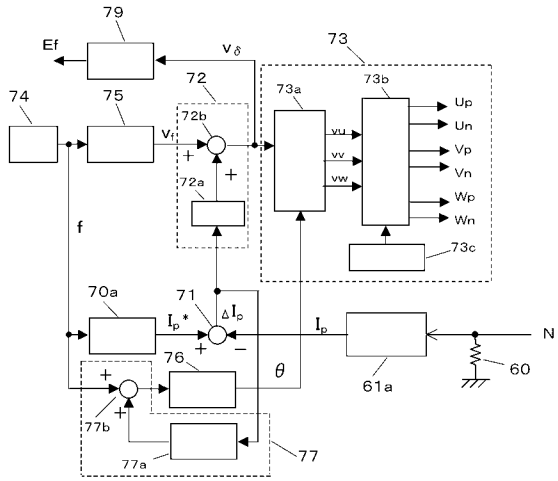 79
Ef
Vδ
73
74
75
72
73a
73b
72b
Up
Un
Vf
+
vu
Vp
vv
Vn
+
72a
vw
Wp
Wn
f
73c
70a
71
ΔIp
Ip*
Ip
N
+
−
76
θ
61a
60
+
77b
+
77a
77